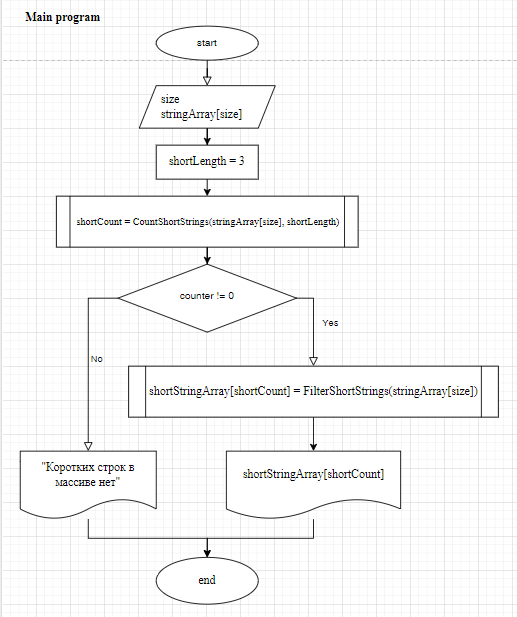 Main program
start
size
stringArray[size]
shortLength = 3
shortCount = CountShortStrings(stringArray[size], shortLength)
counter != 0
Yes
No
shortStringArray[shortCount] = FilterShortStrings(stringArray[size])
"Коротких строк в
массиве нет"
shortStringArray[shortCount]
end